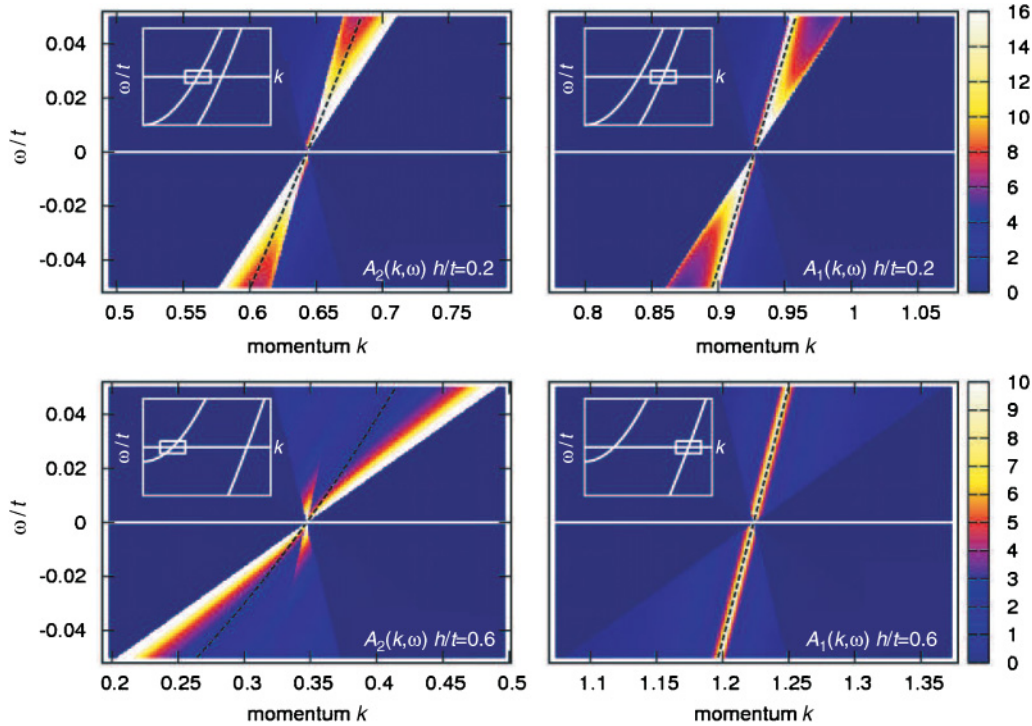 0.04
0.02
0
-0.02
-0.04
ω/t
ω/t
k
A₂(k,ω) h/t=0.2
0.5 0.55 0.6 0.65 0.7 0.75
momentum k
ω/t
k
A₁(k,ω) h/t=0.2
0.8 0.85 0.9 0.95 1 1.05
momentum k
16
14
12
10
8
6
4
2
0
0.04
0.02
0
-0.02
-0.04
ω/t
ω/t
k
A₂(k,ω) h/t=0.6
0.2 0.25 0.3 0.35 0.4 0.45 0.5
momentum k
ω/t
k
A₁(k,ω) h/t=0.6
1.1 1.15 1.2 1.25 1.3 1.35
momentum k
10
9
8
7
6
5
4
3
2
1
0